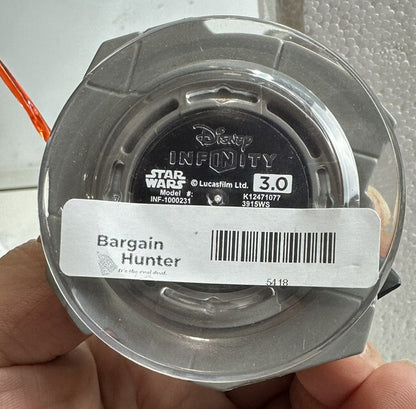 Disney
INFINITY
STAR WARS © Lucasfilm Ltd. 3.0
Model #: K12471077
INF-1000231 3915WS
Bargain
Hunter
It's the real deal.
5418